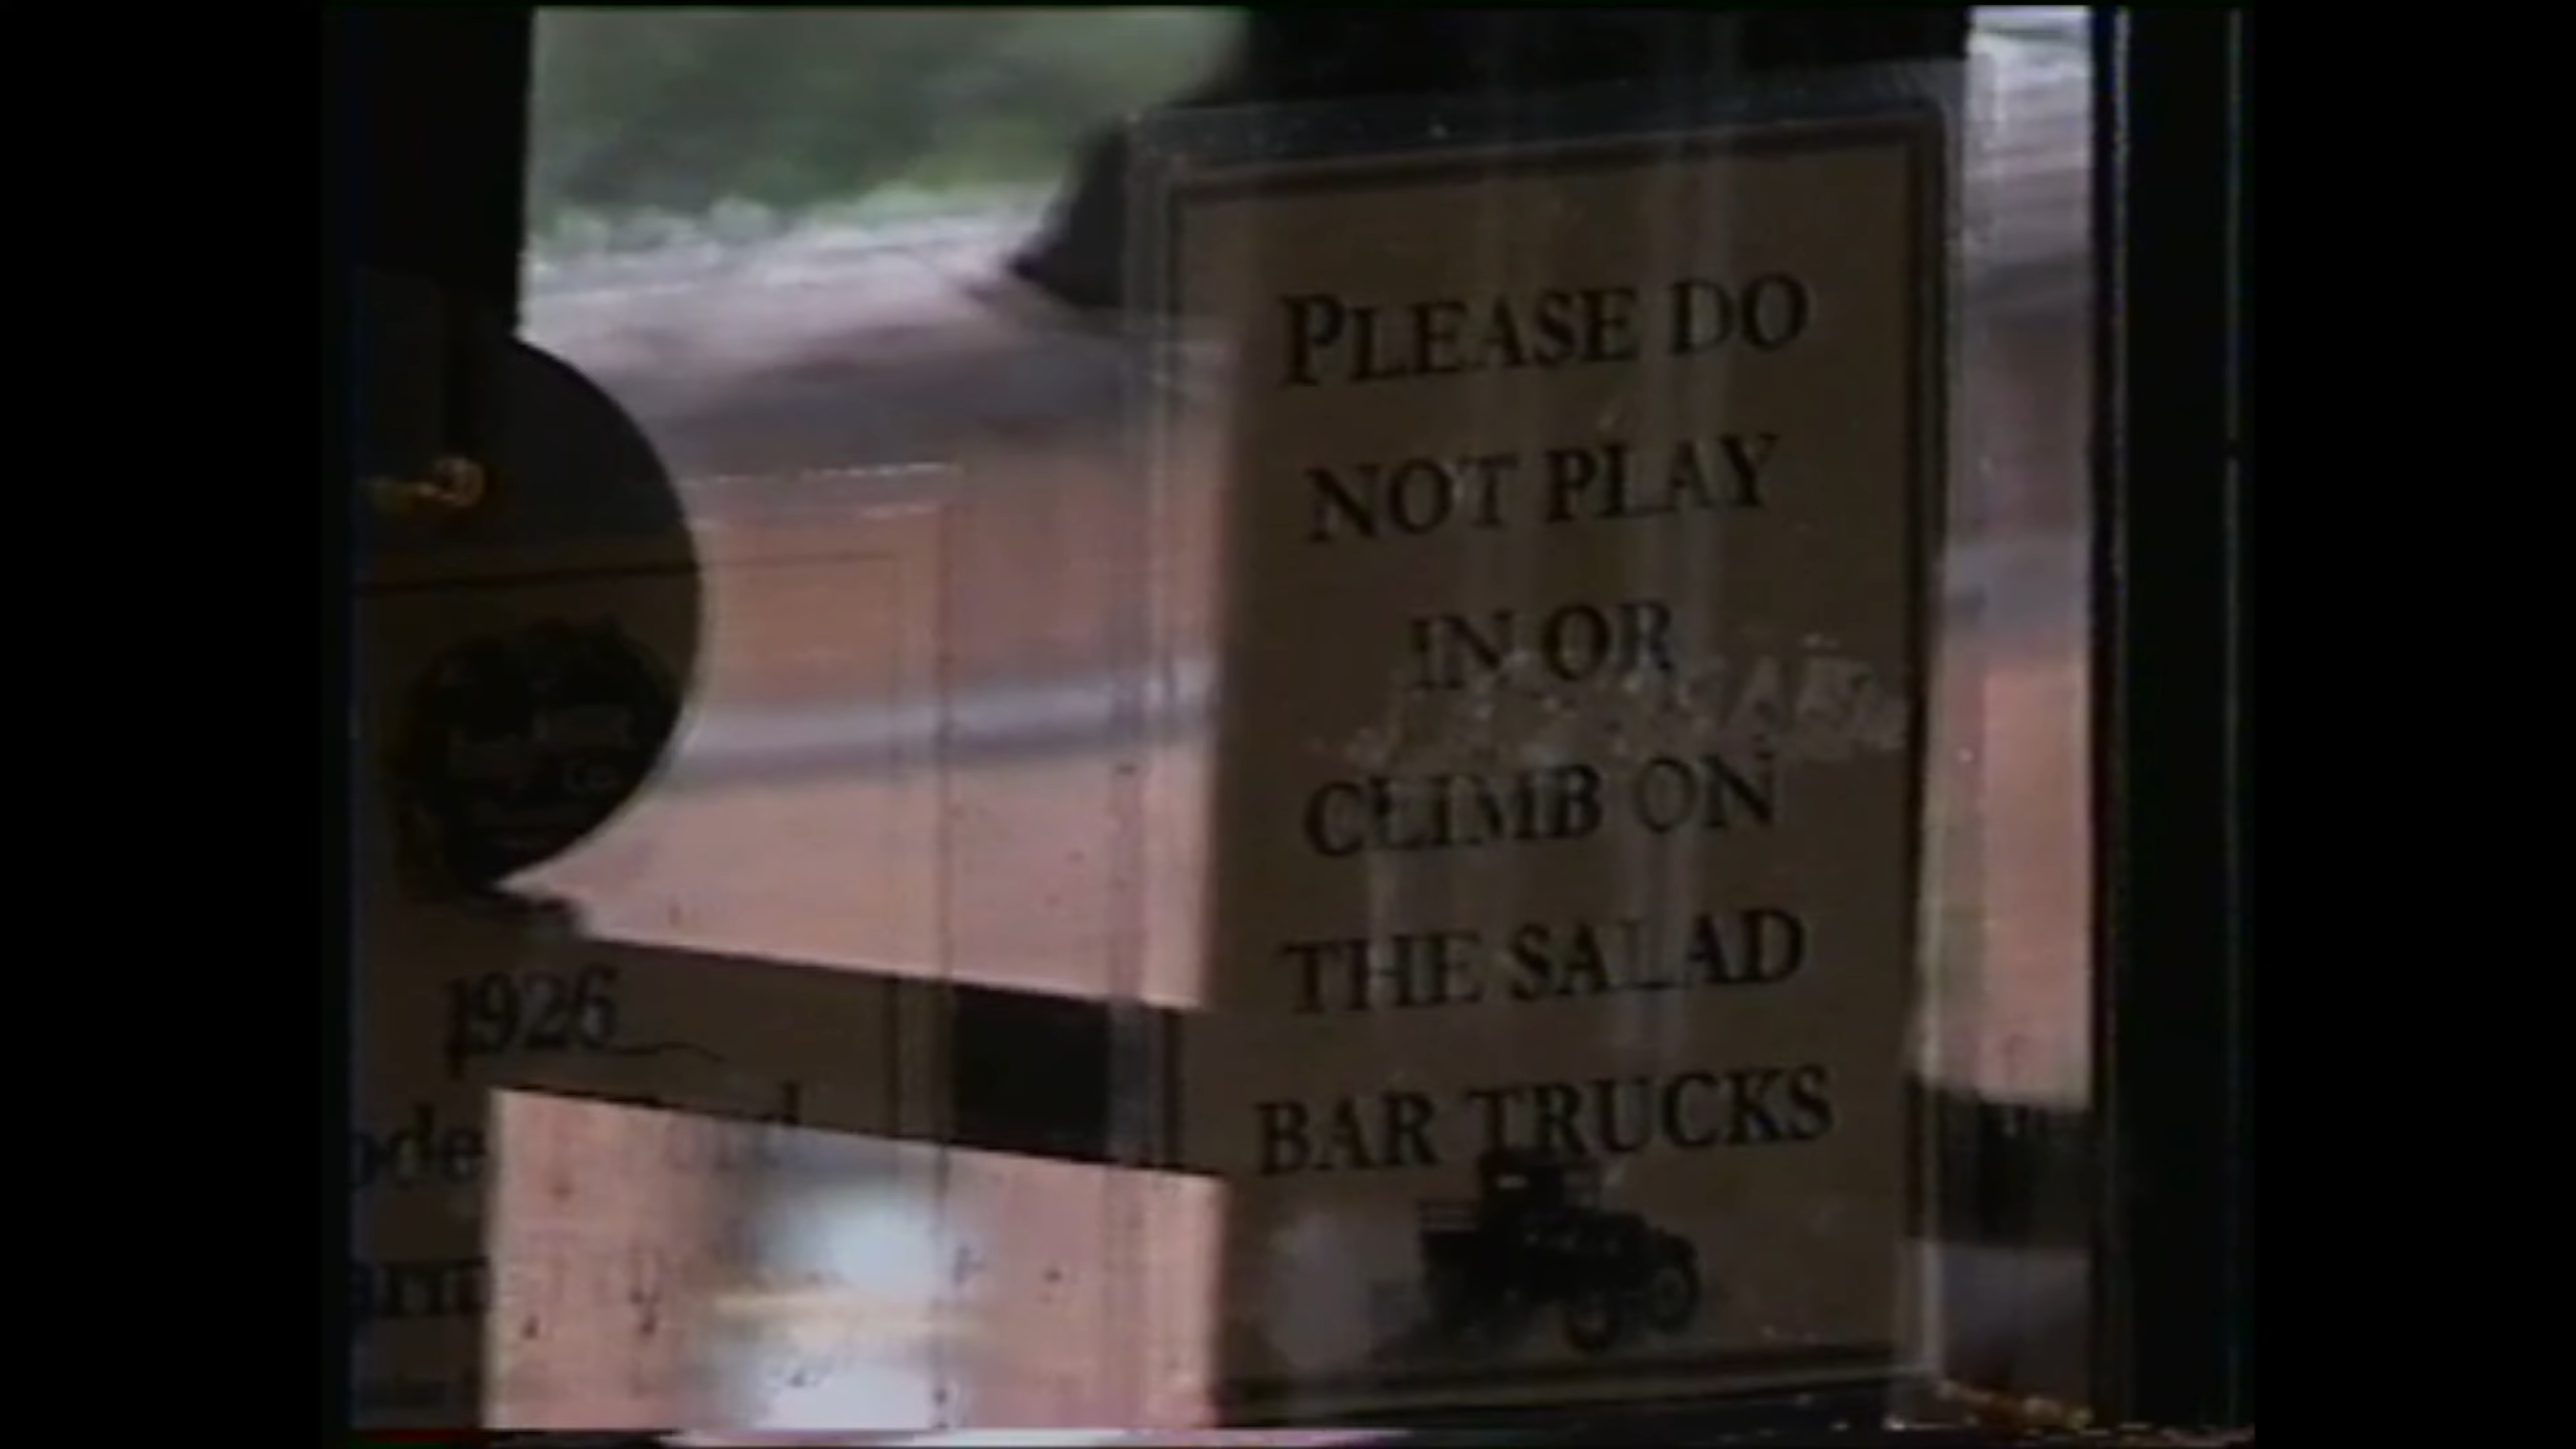 PLEASE DO
NOT PLAY
IN OR
CLIMB ON
THE SALAD
BAR TRUCKS
1926